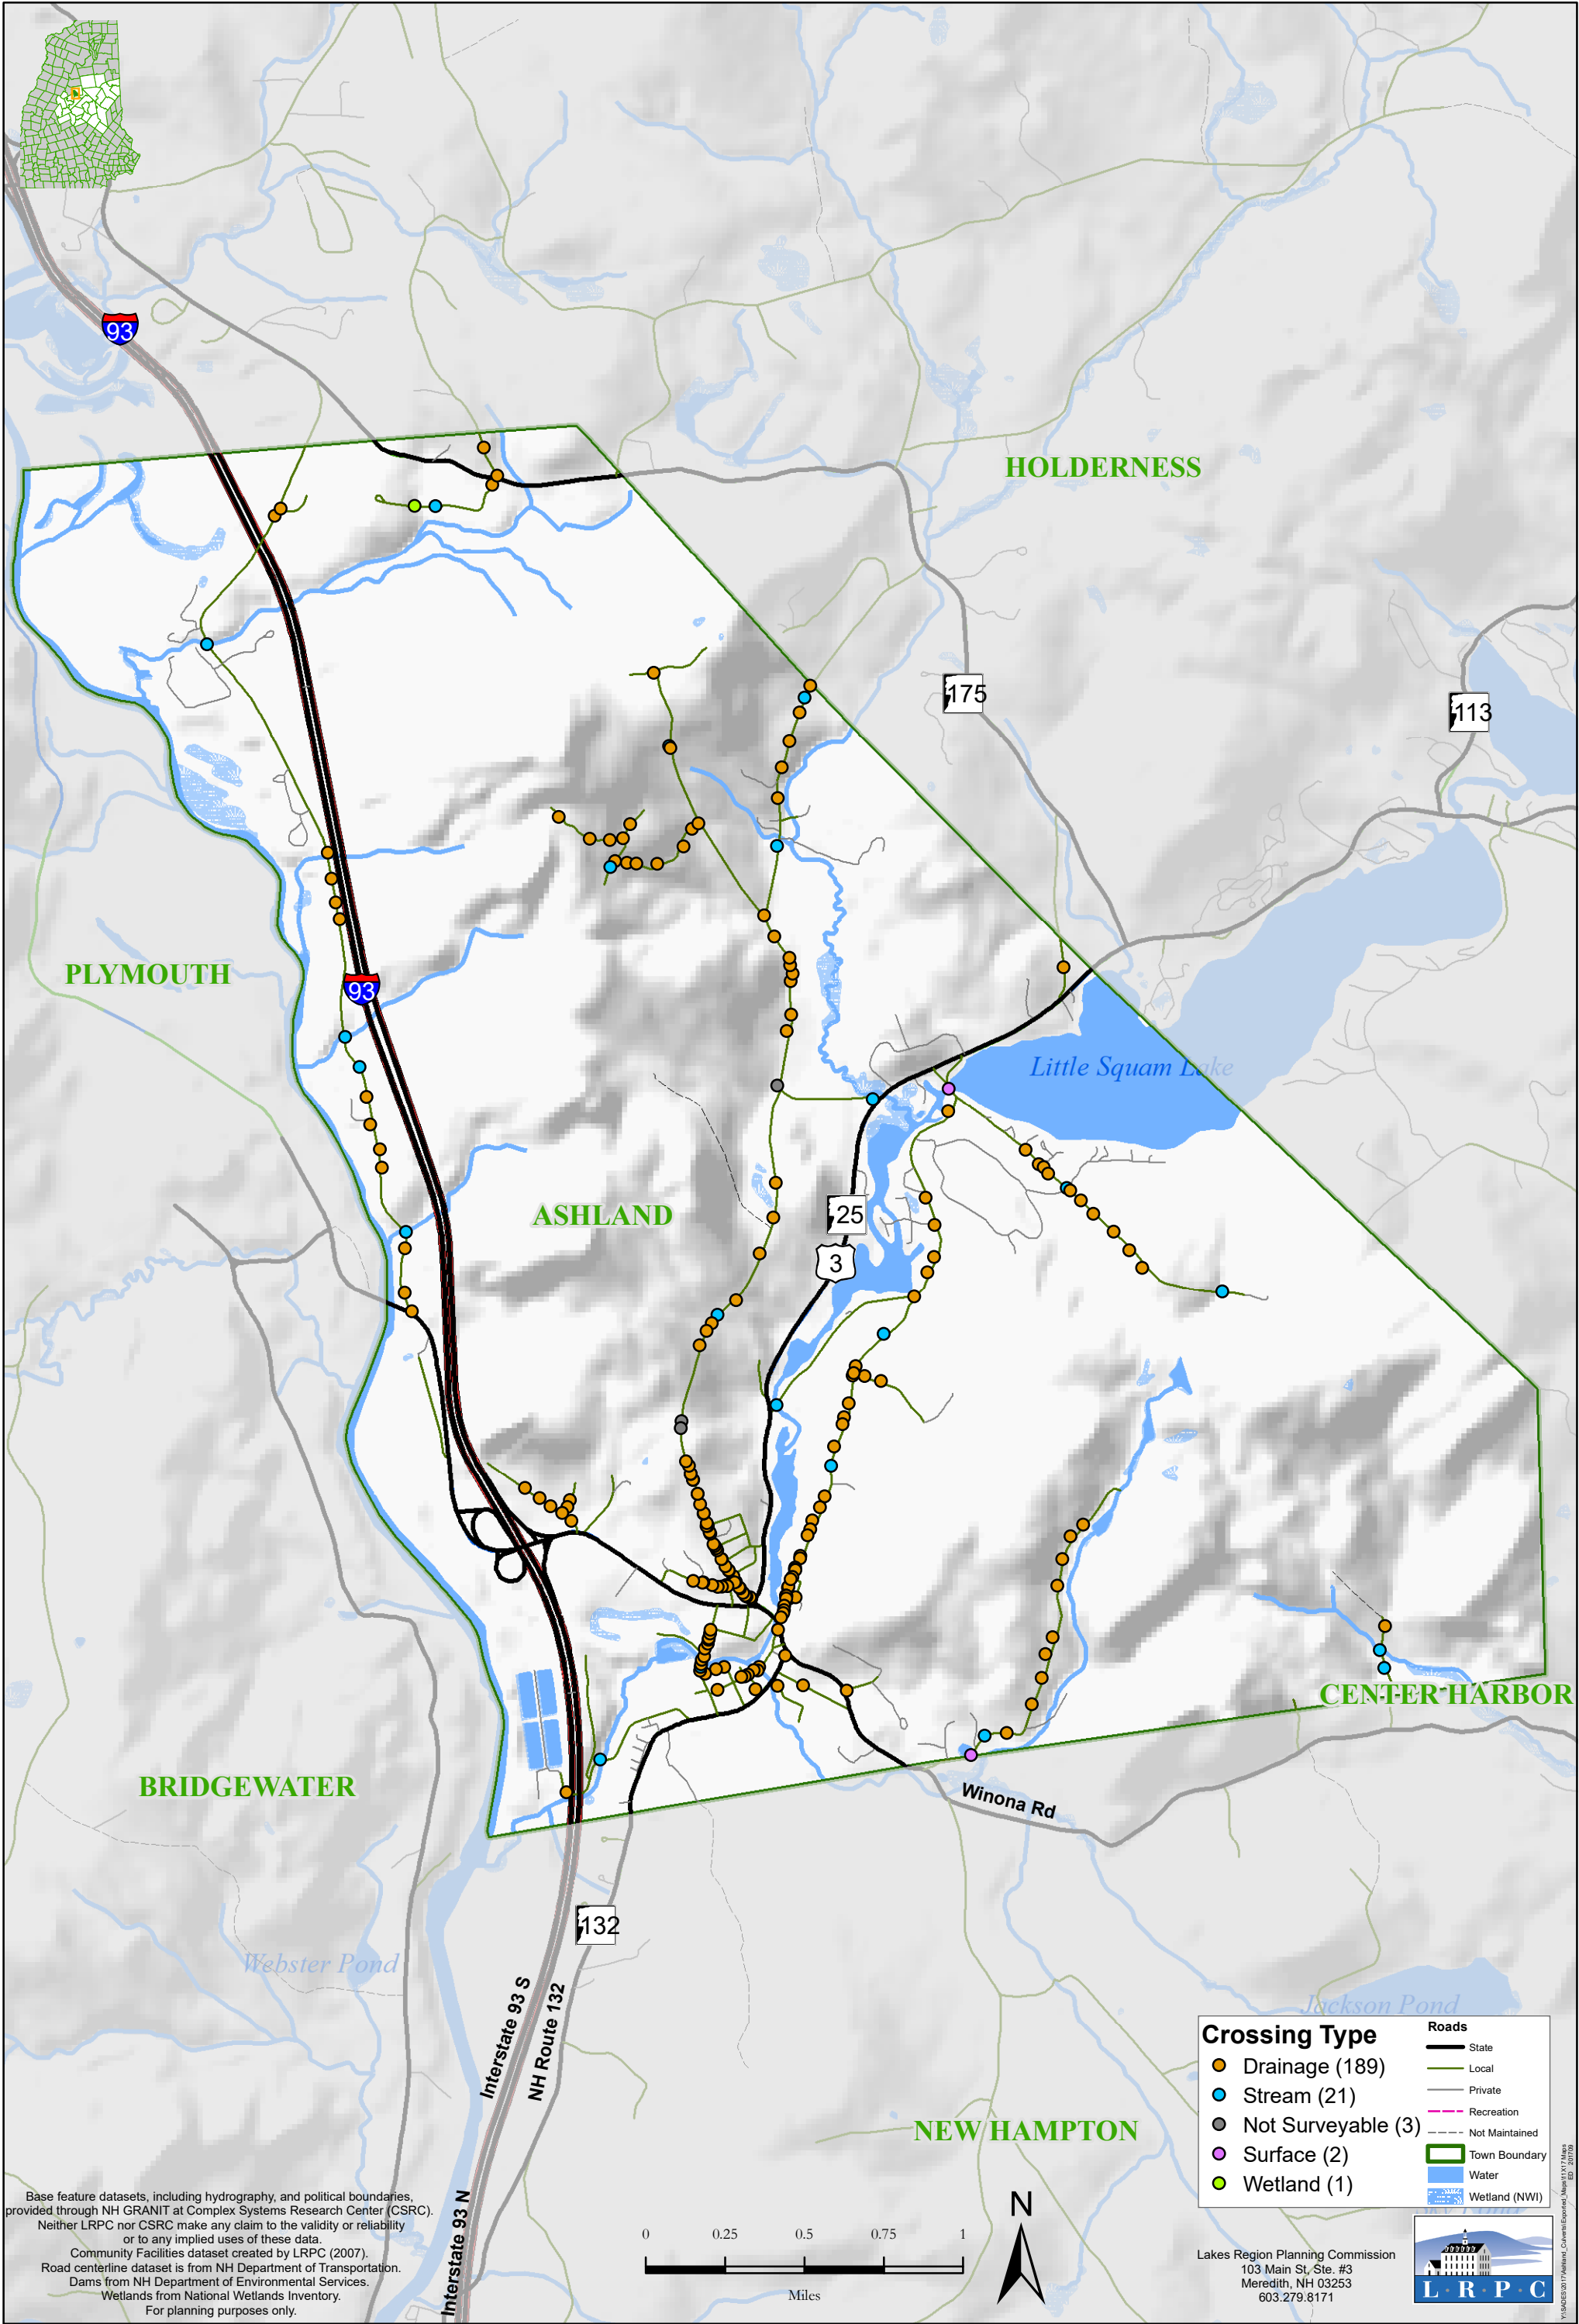 93
HOLDERNESS
175
113
PLYMOUTH
93
Little Squam Lake
ASHLAND
25
3
CENTER HARBOR
BRIDGEWATER
Winona Rd
132
Webster Pond
Interstate 93 S
NH Route 132
Interstate 93 N
Jackson Pond
NEW HAMPTON
Crossing Type
Drainage (189)
Stream (21)
Not Surveyable (3)
Surface (2)
Wetland (1)
Roads
State
Local
Private
Recreation
Not Maintained
Town Boundary
Water
Wetland (NWI)
Base feature datasets, including hydrography, and political boundaries,
provided through NH GRANIT at Complex Systems Research Center (CSRC).
Neither LRPC nor CSRC make any claim to the validity or reliability
or to any implied uses of these data.
Community Facilities dataset created by LRPC (2007).
Road centerline dataset is from NH Department of Transportation.
Dams from NH Department of Environmental Services.
Wetlands from National Wetlands Inventory.
For planning purposes only.
0 0.25 0.5 0.75 1
Miles
N
Lakes Region Planning Commission
103 Main St, Ste. #3
Meredith, NH 03253
603.279.8171
L·R·P·C